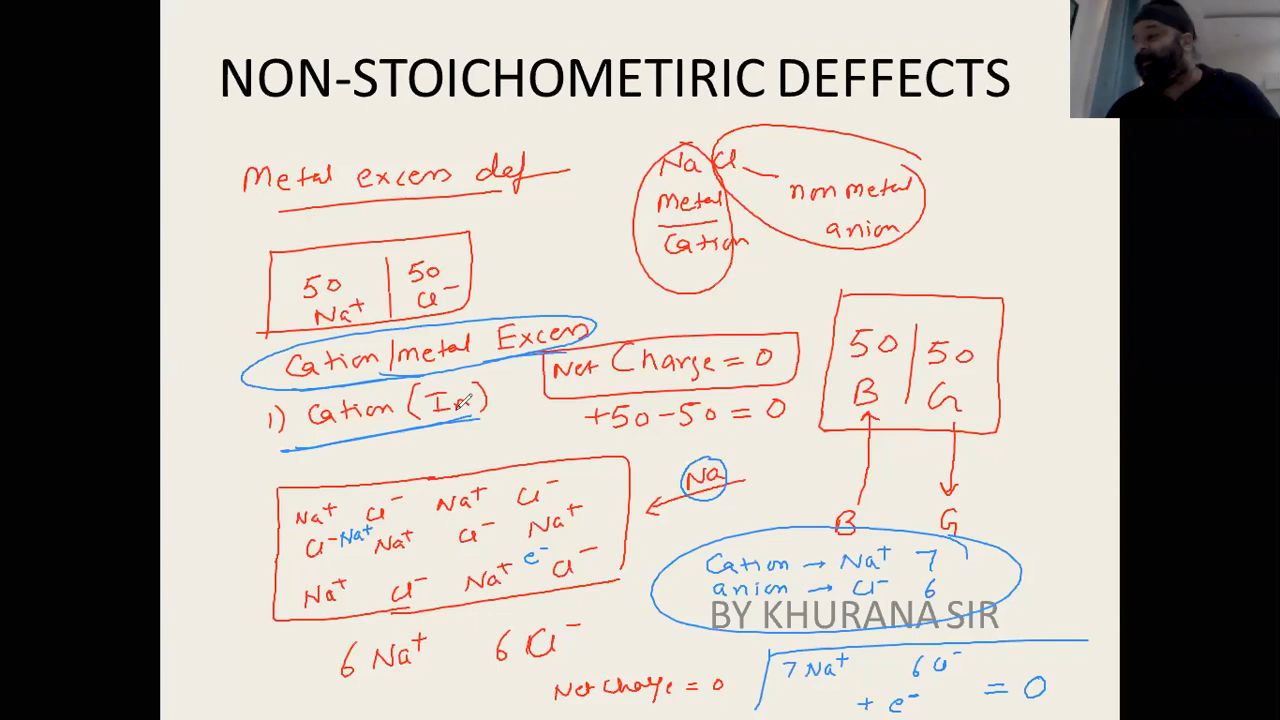 NON-STOICHOMETIRIC DEFFECTS
Metal excess def
NaCl
Metal
Cation
non metal
anion
50 | 50
Na+ Cl-
Cation/metal Excess
1) Cation (In)
Net Charge = 0
+50-50 = 0
50 | 50
B G
B G
Na
Na+ Cl- Na+ Cl-
Cl- Na+ Na+ Cl- Na+
Na+ Cl- Na+ e- Cl-
6 Na+ 6 Cl-
Cation → Na+ 7
anion → Cl- 6
BY KHURANA SIR
Net Charge = 0
7 Na+ 6 Cl-
+ e- = 0